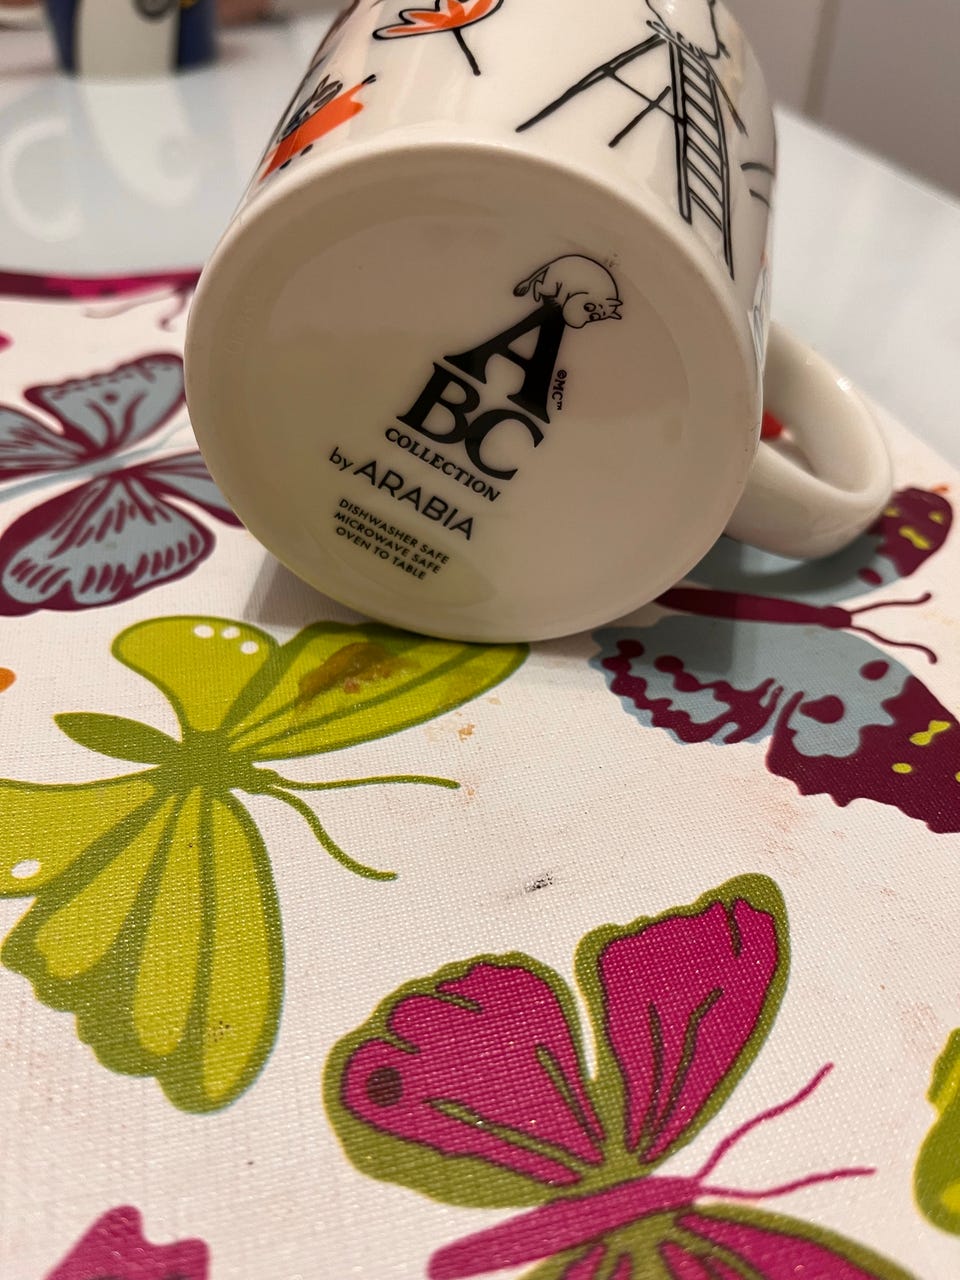 A
BC
©MC™
COLLECTION
by ARABIA
DISHWASHER SAFE
MICROWAVE SAFE
OVEN TO TABLE